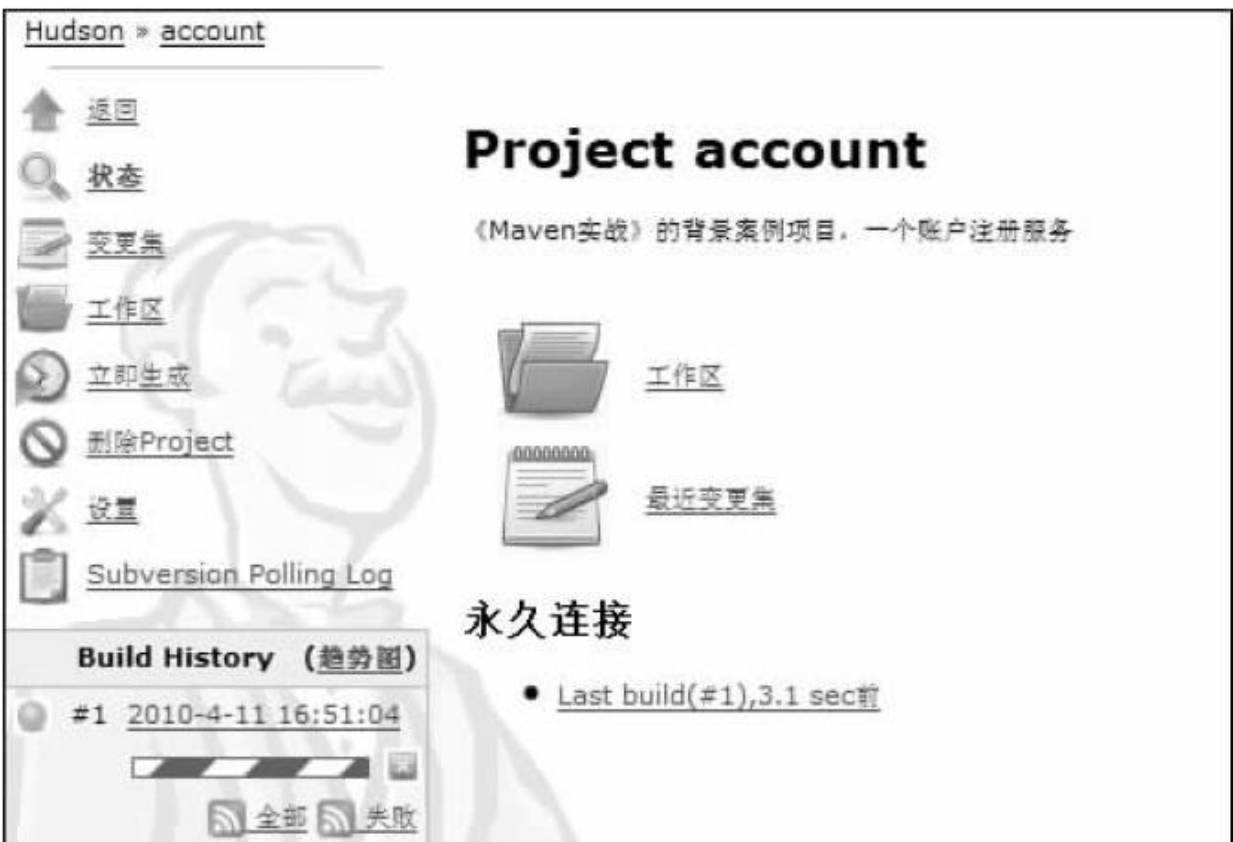 Hudson » account
返回
状态
变更集
工作区
立即生成
删除Project
设置
Subversion Polling Log
Build History (趋势图)
#1 2010-4-11 16:51:04
全部 失败
Project account
《Maven实战》的背景案例项目，一个账户注册服务
工作区
最近变更集
永久连接
Last build(#1),3.1 sec前